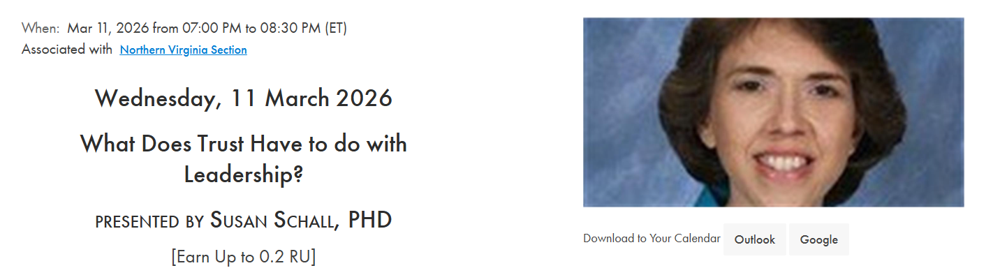 When: Mar 11, 2026 from 07:00 PM to 08:30 PM (ET)
Associated with Northern Virginia Section
Wednesday, 11 March 2026
What Does Trust Have to do with
Leadership?
presented by Susan Schall, PHD
[Earn Up to 0.2 RU]
Download to Your Calendar Outlook Google